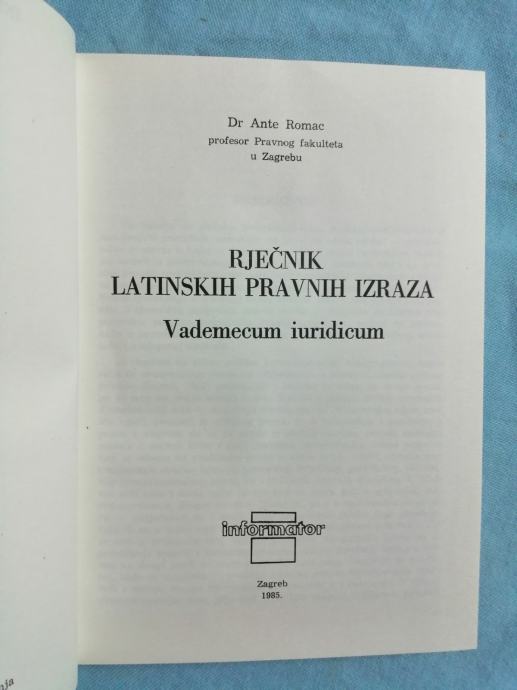 Dr Ante Romac
profesor Pravnog fakulteta
u Zagrebu
RJEČNIK
LATINSKIH PRAVNIH IZRAZA
Vademecum iuridicum
informator
Zagreb
1985.